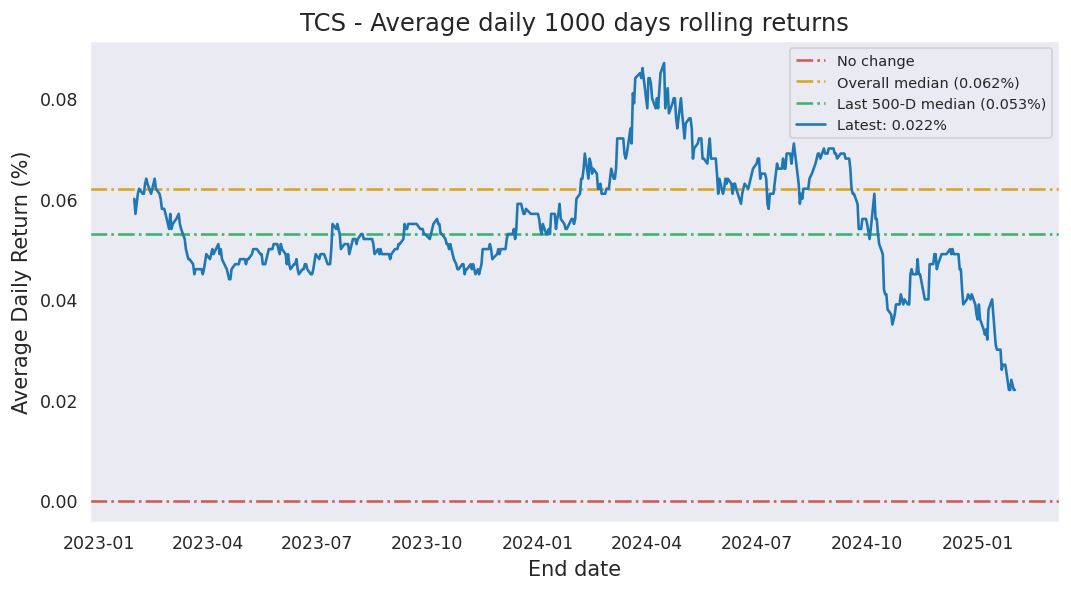 TCS - Average daily 1000 days rolling returns
No change
Overall median (0.062%)
Last 500-D median (0.053%)
Latest: 0.022%
Average Daily Return (%)
0.08
0.06
0.04
0.02
0.00
2023-01 2023-04 2023-07 2023-10 2024-01 2024-04 2024-07 2024-10 2025-01
End date